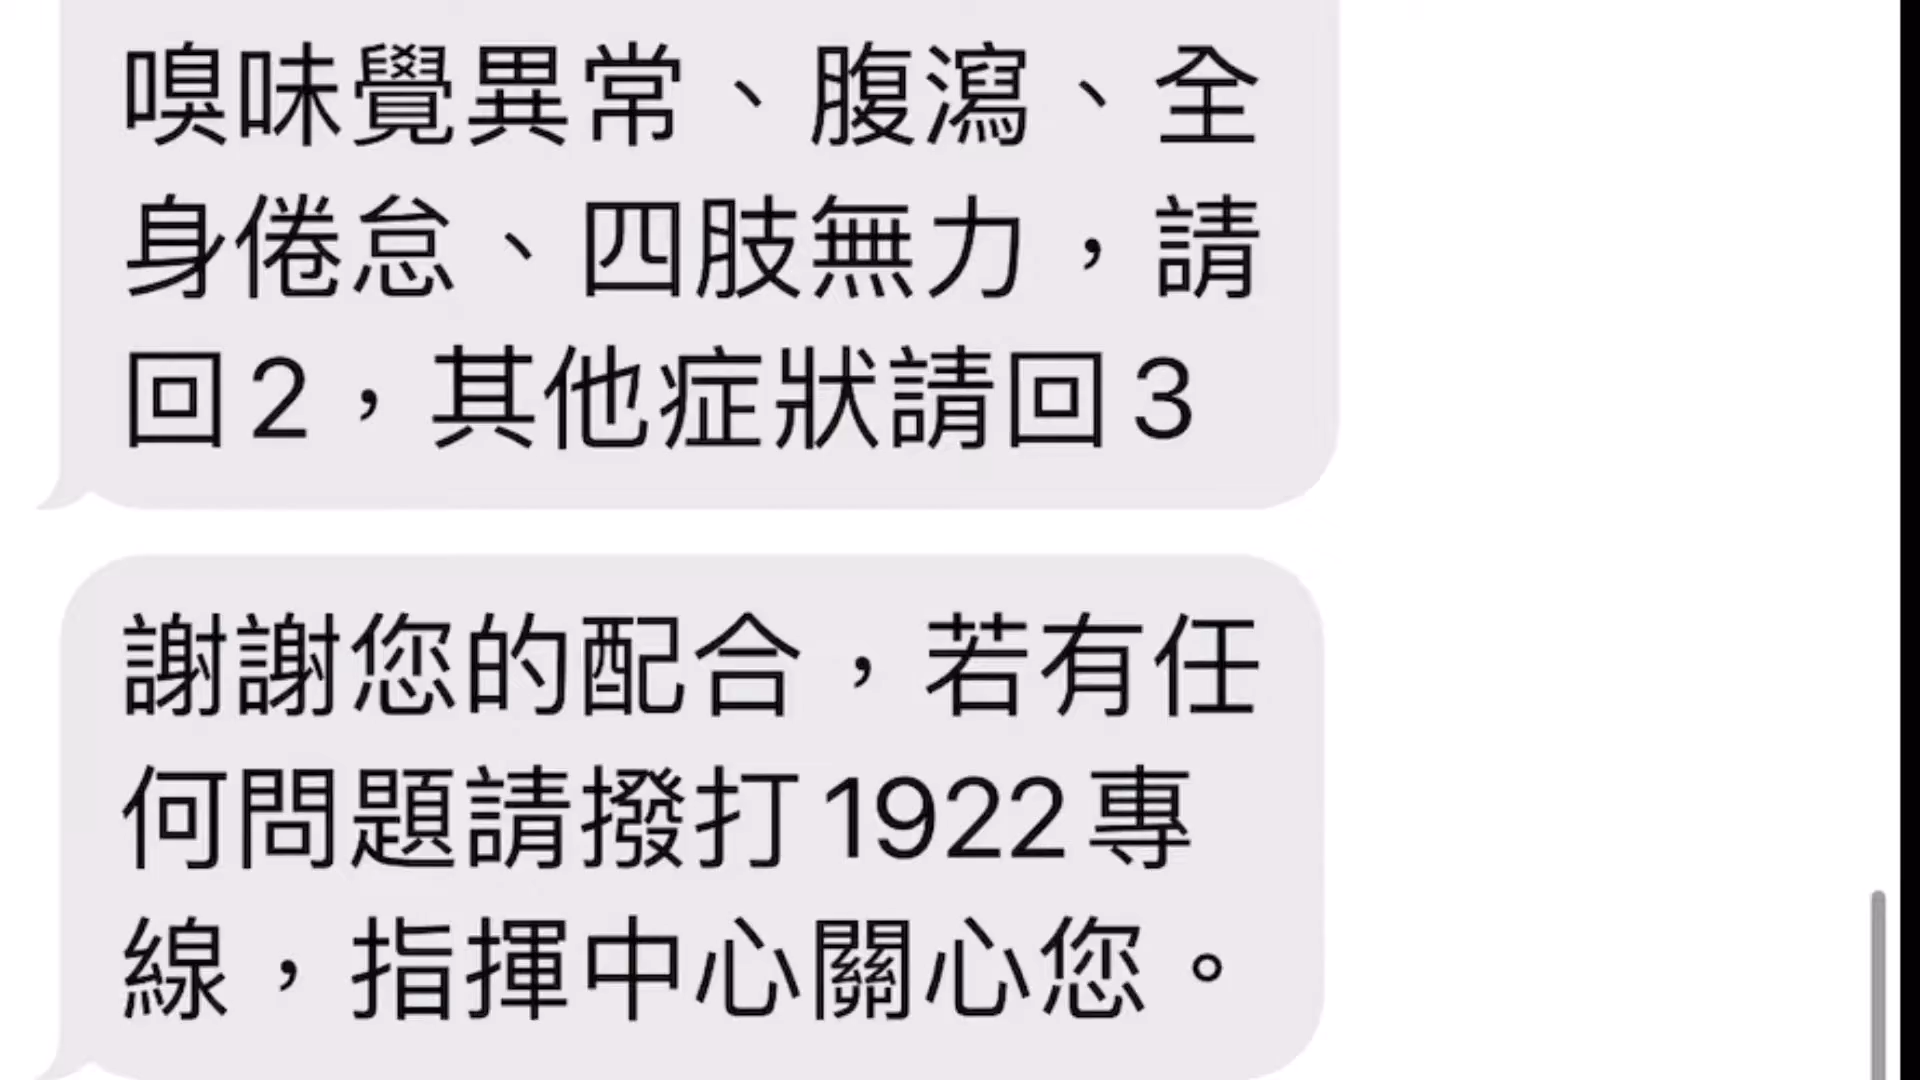 嗅味覺異常、腹瀉、全
身倦怠、四肢無力，請
回2，其他症狀請回3
謝謝您的配合，若有任
何問題請撥打1922專
線，指揮中心關心您。